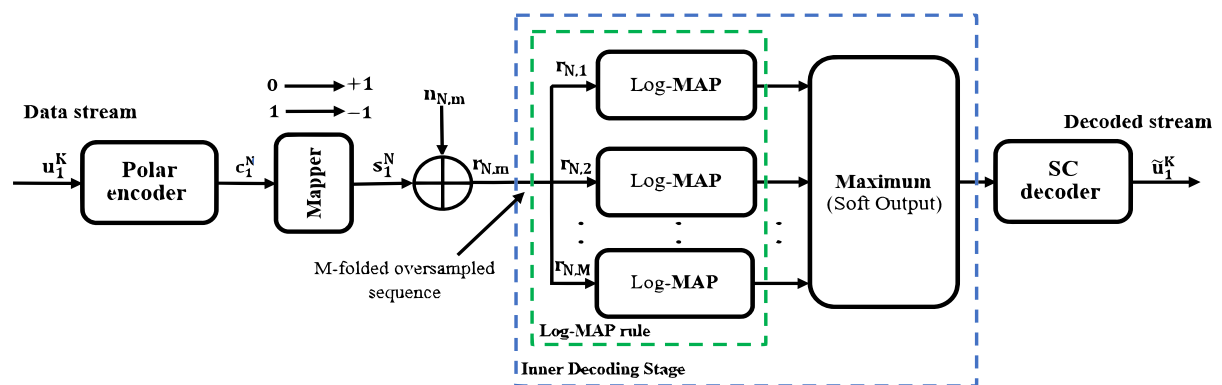 Data stream
u₁ᴷ
Polar
encoder
c₁ᴺ
0 → +1
1 → −1
Mapper
s₁ᴺ
n_N,m
r_N,m
M-folded oversampled
sequence
r_N,1
Log-MAP
r_N,2
Log-MAP
r_N,M
Log-MAP
Log-MAP rule
Inner Decoding Stage
Maximum
(Soft Output)
SC
decoder
Decoded stream
ũ₁ᴷ